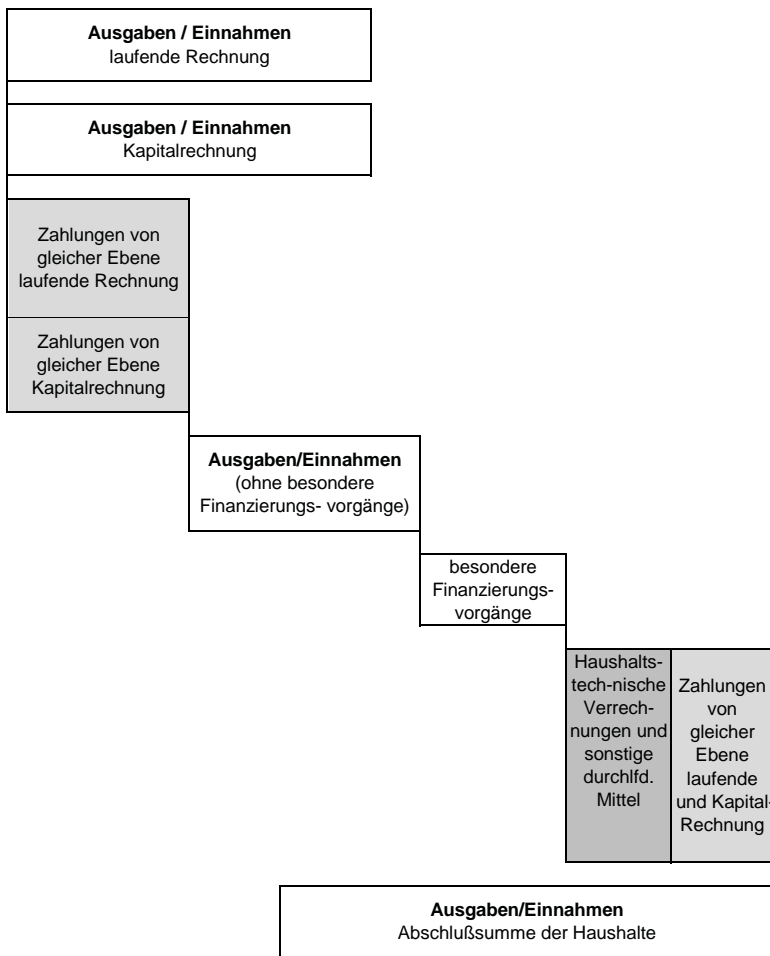 Ausgaben / Einnahmen
laufende Rechnung
Ausgaben / Einnahmen
Kapitalrechnung
Zahlungen von
gleicher Ebene
laufende Rechnung
Zahlungen von
gleicher Ebene
Kapitalrechnung
Ausgaben/Einnahmen
(ohne besondere
Finanzierungs- vorgänge)
besondere
Finanzierungs-
vorgänge
Haushalts-
tech-nische
Verrech-
nungen und
sonstige
durchlfd.
Mittel
Zahlungen
von
gleicher
Ebene
laufende
und Kapital-
Rechnung
Ausgaben/Einnahmen
Abschlußsumme der Haushalte